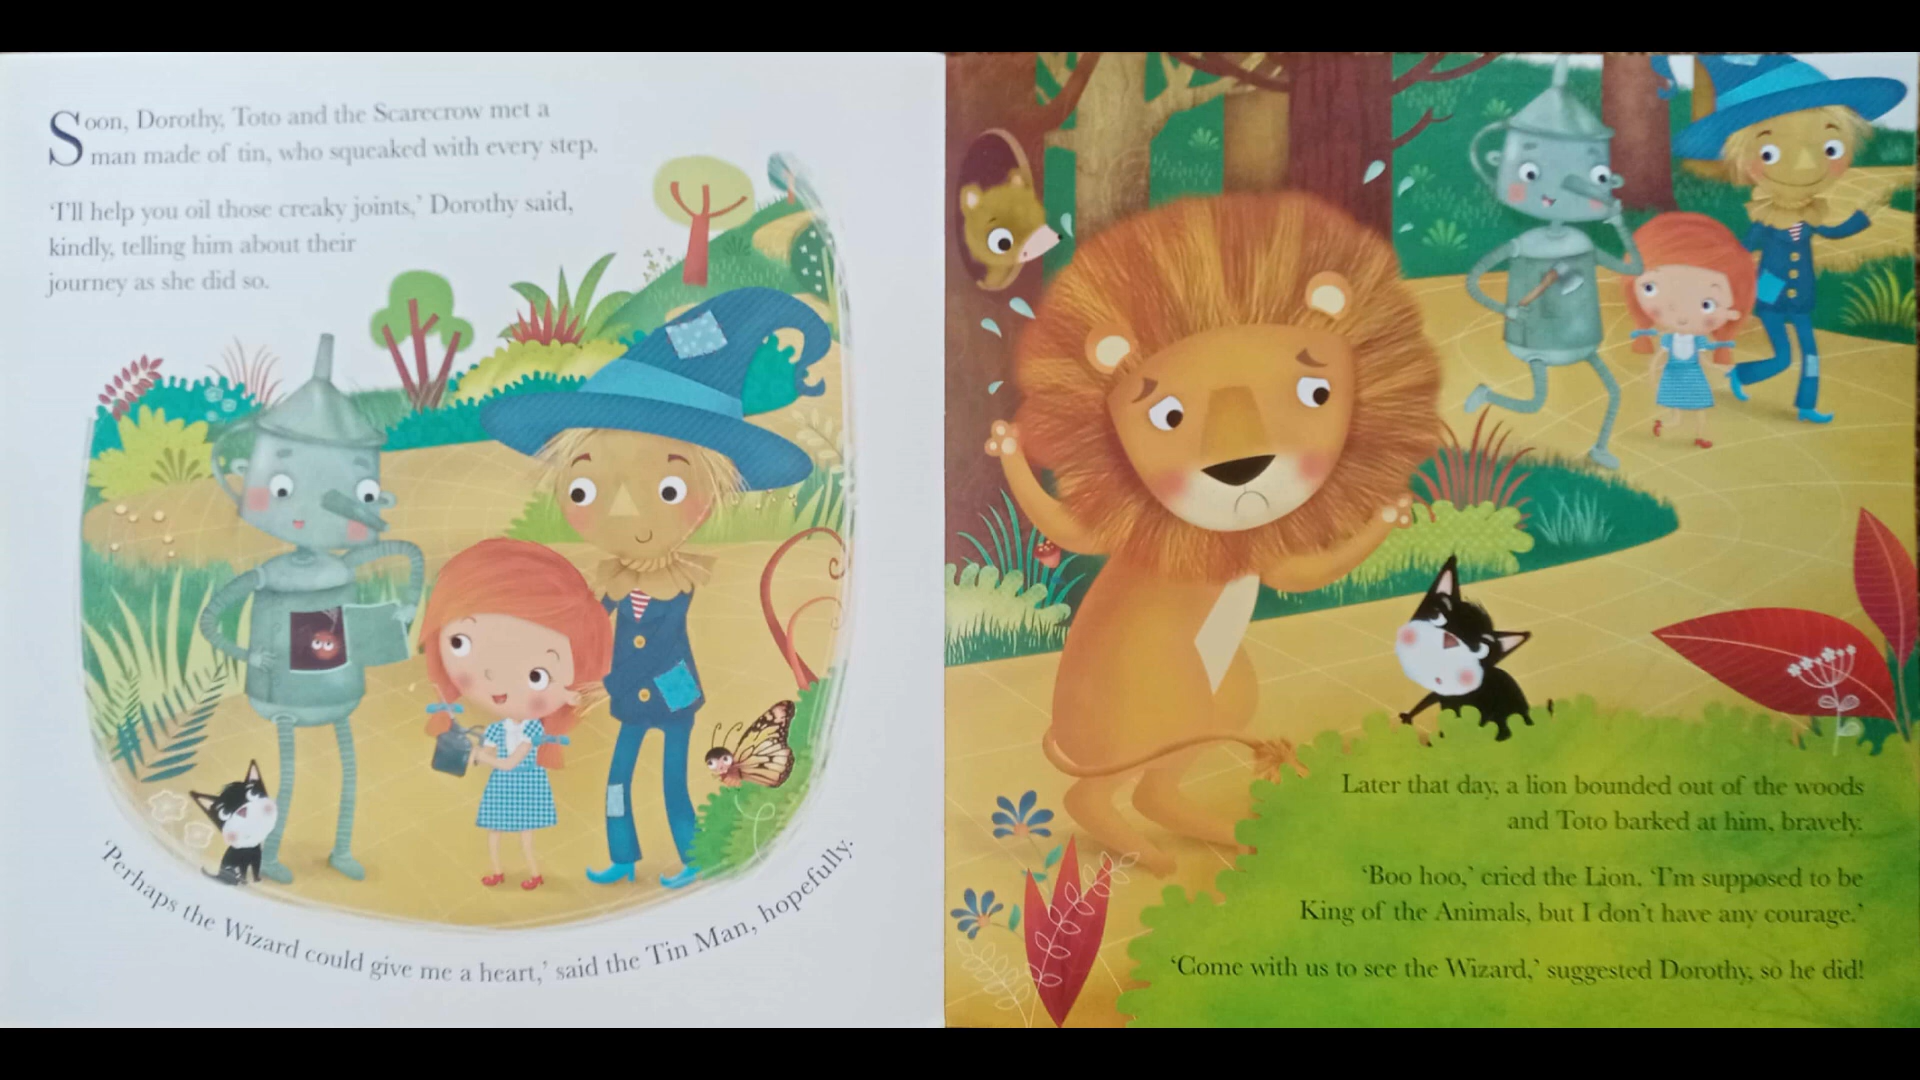 Soon, Dorothy, Toto and the Scarecrow met a
man made of tin, who squeaked with every step.
‘I’ll help you oil those creaky joints,’ Dorothy said,
kindly, telling him about their
journey as she did so.
‘Perhaps the Wizard could give me a heart,’ said the Tin Man, hopefully.
Later that day, a lion bounded out of the woods
and Toto barked at him, bravely.
‘Boo hoo,’ cried the Lion, ‘I’m supposed to be
King of the Animals, but I don’t have any courage.’
‘Come with us to see the Wizard,’ suggested Dorothy, so he did!